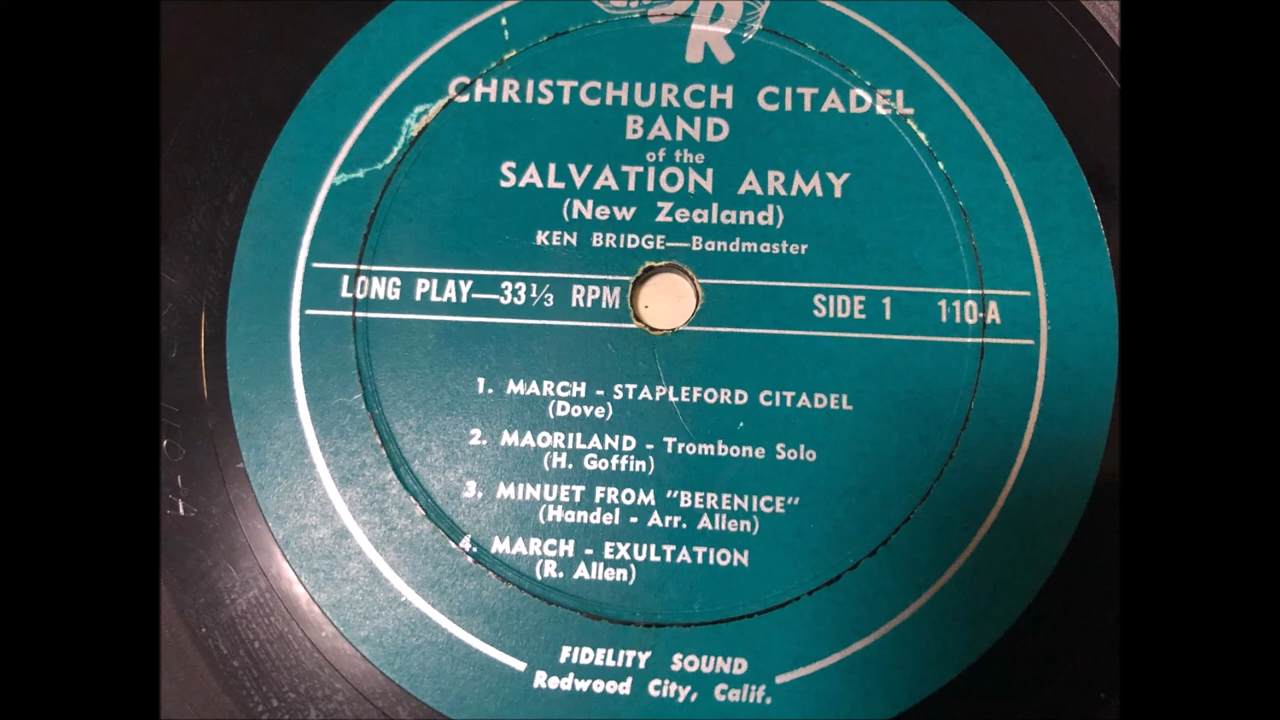 R
CHRISTCHURCH CITADEL
BAND
of the
SALVATION ARMY
(New Zealand)
KEN BRIDGE—Bandmaster
LONG PLAY—33⅓ RPM SIDE 1 110-A
1. MARCH - STAPLEFORD CITADEL
(Dove)
2. MAORILAND - Trombone Solo
(H. Goffin)
3. MINUET FROM "BERENICE"
(Handel - Arr. Allen)
4. MARCH - EXULTATION
(R. Allen)
FIDELITY SOUND
Redwood City, Calif.